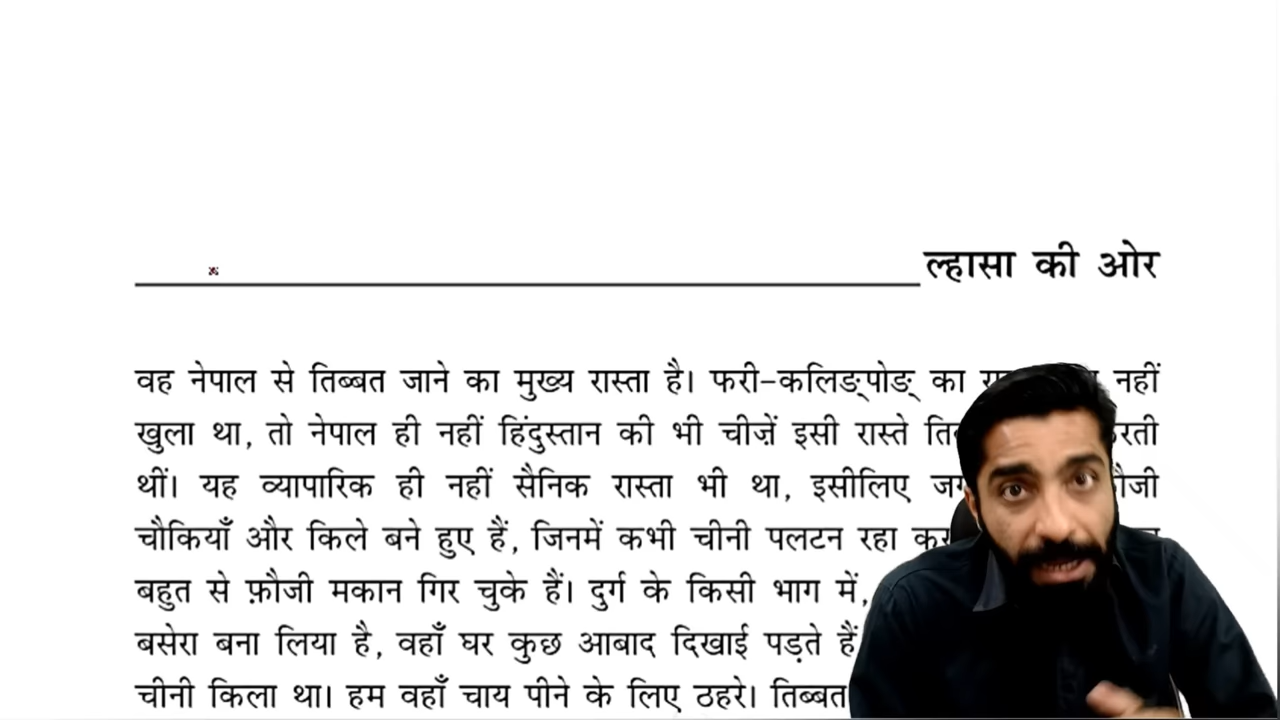 ल्हासा की ओर
वह नेपाल से तिब्बत जाने का मुख्य रास्ता है। फरी-कलिङ्पोङ् का नहीं
खुला था, तो नेपाल ही नहीं हिंदुस्तान की भी चीज़ें इसी रास्ते
थीं। यह व्यापारिक ही नहीं सैनिक रास्ता भी था, इसीलिए
चौकियाँ और किले बने हुए हैं, जिनमें कभी चीनी पलटन रहा
बहुत से फ़ौजी मकान गिर चुके हैं। दुर्ग के किसी भाग में,
बसेरा बना लिया है, वहाँ घर कुछ आबाद दिखाई पड़ते हैं
चीनी किला था। हम वहाँ चाय पीने के लिए ठहरे। तिब्बत